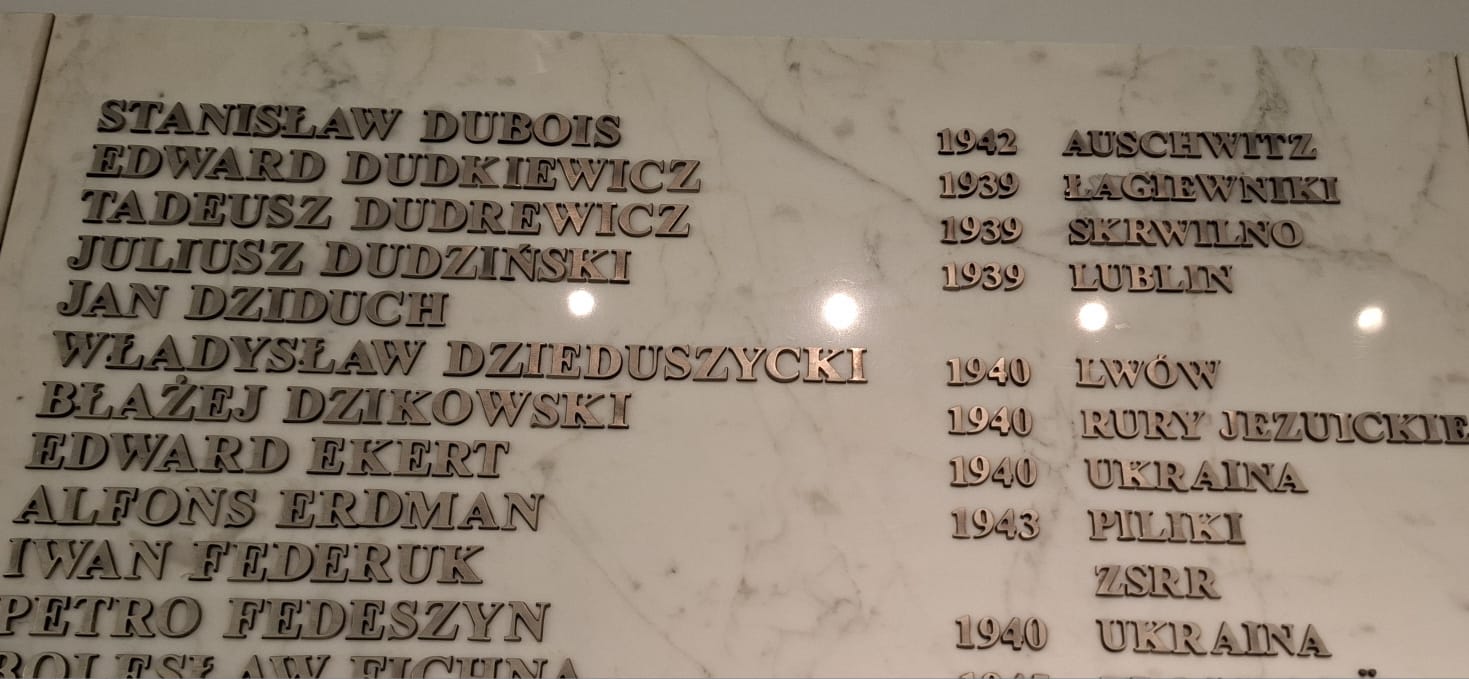 STANISŁAW DUBOIS 1942 AUSCHWITZ
EDWARD DUDKIEWICZ 1939 ŁAGIEWNIKI
TADEUSZ DUDREWICZ 1939 SKRWILNO
JULIUSZ DUDZIŃSKI 1939 LUBLIN
JAN DZIDUCH
WŁADYSŁAW DZIEDUSZYCKI 1940 LWÓW
BŁAŻEJ DZIKOWSKI 1940 RURY JEZUICKIE
EDWARD EKERT 1940 UKRAINA
ALFONS ERDMAN 1943 PILIKI
IWAN FEDERUK ZSRR
PETRO FEDESZYN 1940 UKRAINA
BOLESŁAW FICHNA